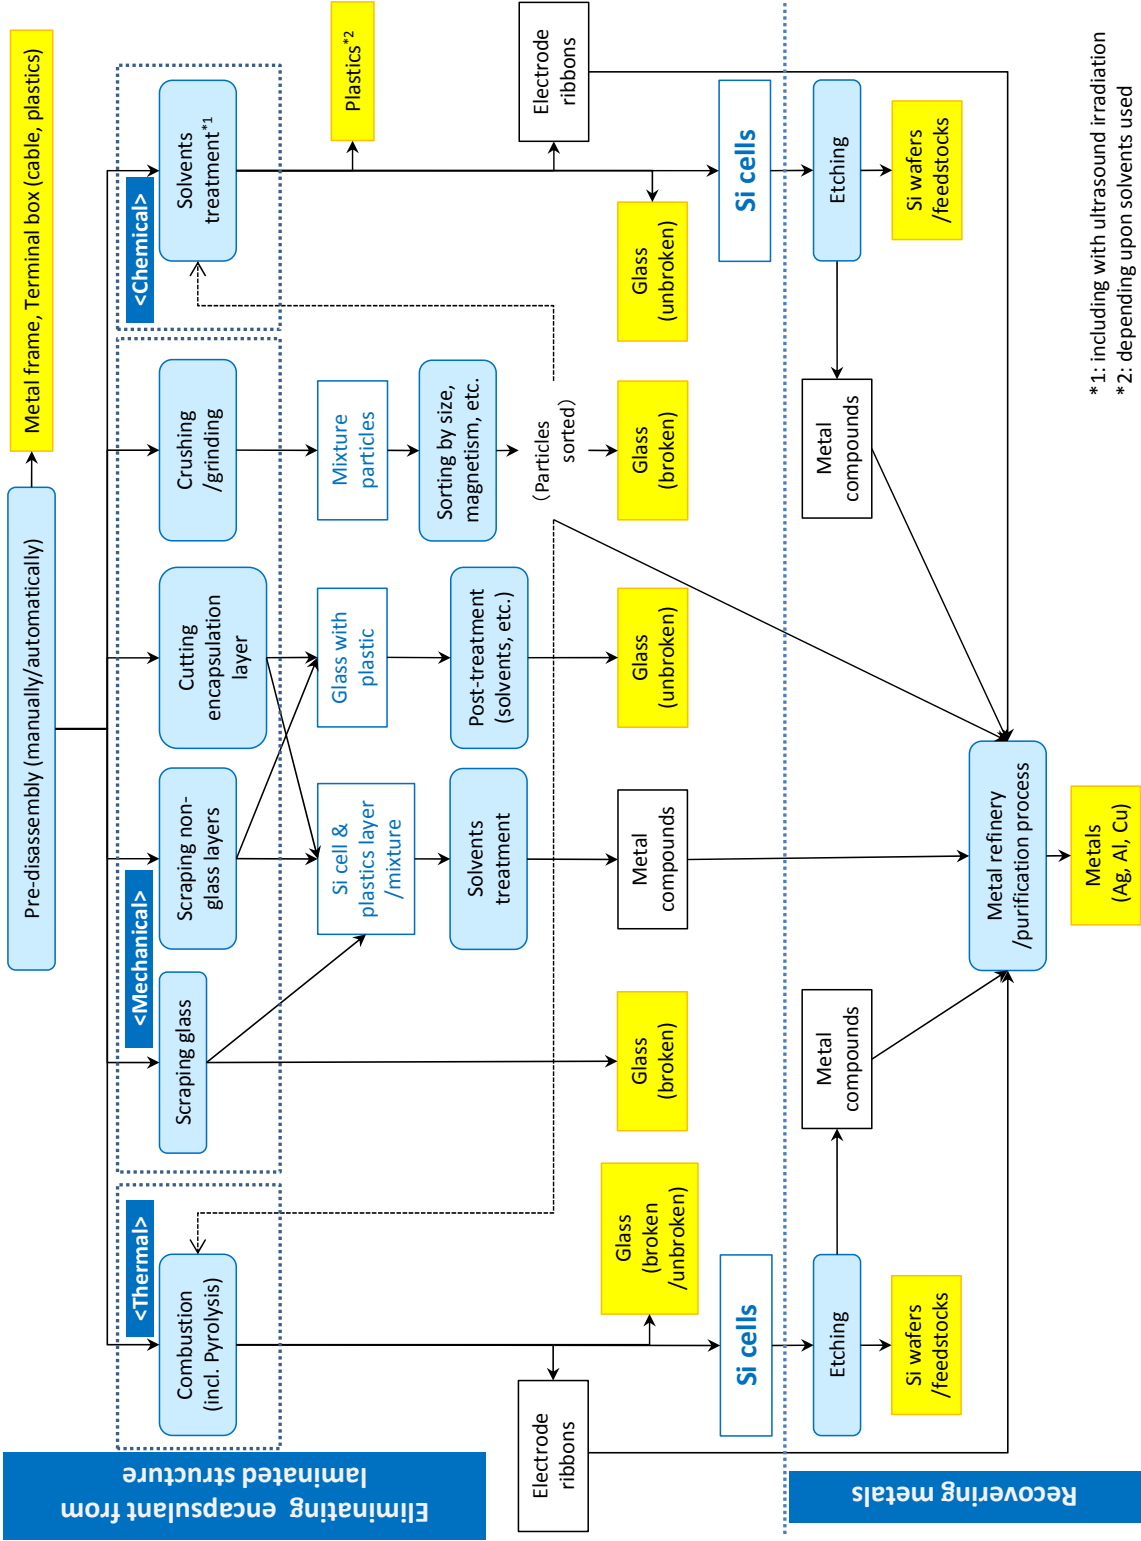 Pre-disassembly (manually/automatically)
Metal frame, Terminal box (cable, plastics)
Eliminating encapsulant from
laminated structure
<Thermal>
<Mechanical>
<Chemical>
Combustion
(incl. Pyrolysis)
Scraping glass
Scraping non-
glass layers
Cutting
encapsulation
layer
Crushing
/grinding
Solvents
treatment*1
Si cell &
plastics layer
/mixture
Glass with
plastic
Mixture
particles
Plastics*2
Solvents
treatment
Post-treatment
(solvents, etc.)
Sorting by size,
magnetism, etc.
(Particles
sorted)
Electrode
ribbons
Electrode
ribbons
Glass
(broken
/unbroken)
Glass
(broken)
Metal
compounds
Glass
(unbroken)
Glass
(broken)
Glass
(unbroken)
Si cells
Si cells
Recovering metals
Etching
Metal
compounds
Metal
compounds
Etching
Si wafers
/feedstocks
Si wafers
/feedstocks
Metal refinery
/purification process
Metals
(Ag, Al, Cu)
*1: including with ultrasound irradiation
*2: depending upon solvents used